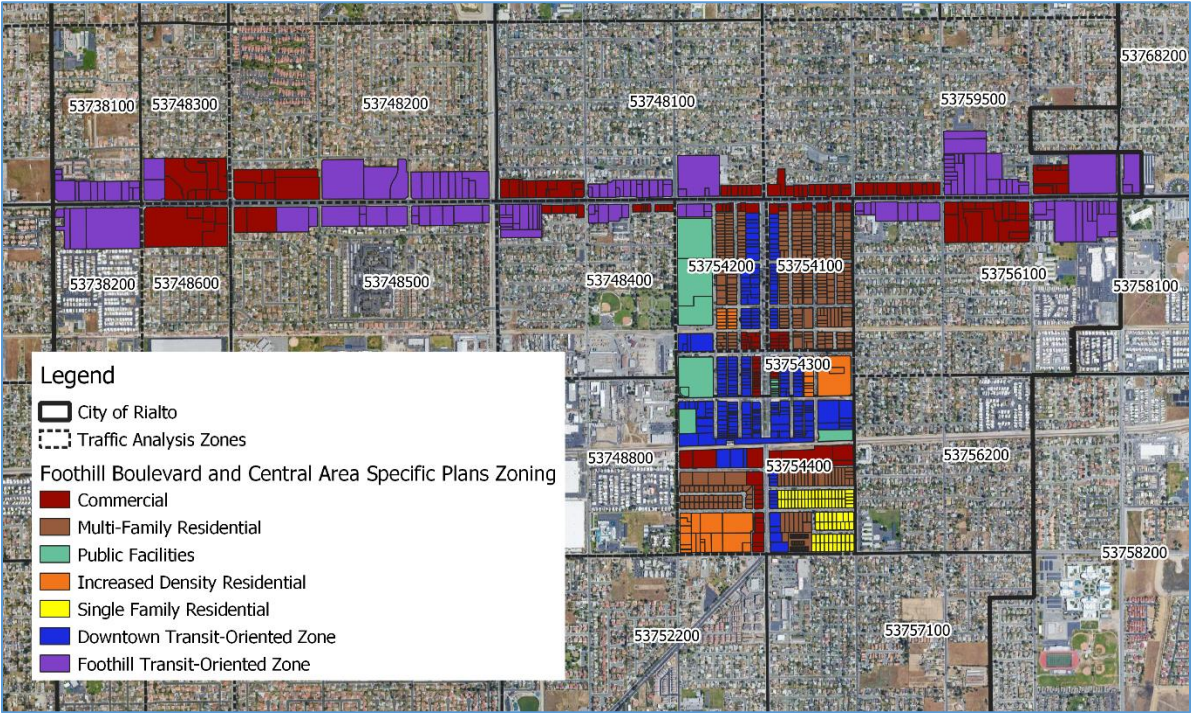 53768200
53738100
53748300
53748200
53748100
53759500
53738200
53748600
53748500
53748400
53754200
53754100
53756100
53758100
53754300
53748800
53754400
53756200
53758200
53752200
53757100
Legend
City of Rialto
Traffic Analysis Zones
Foothill Boulevard and Central Area Specific Plans Zoning
Commercial
Multi-Family Residential
Public Facilities
Increased Density Residential
Single Family Residential
Downtown Transit-Oriented Zone
Foothill Transit-Oriented Zone